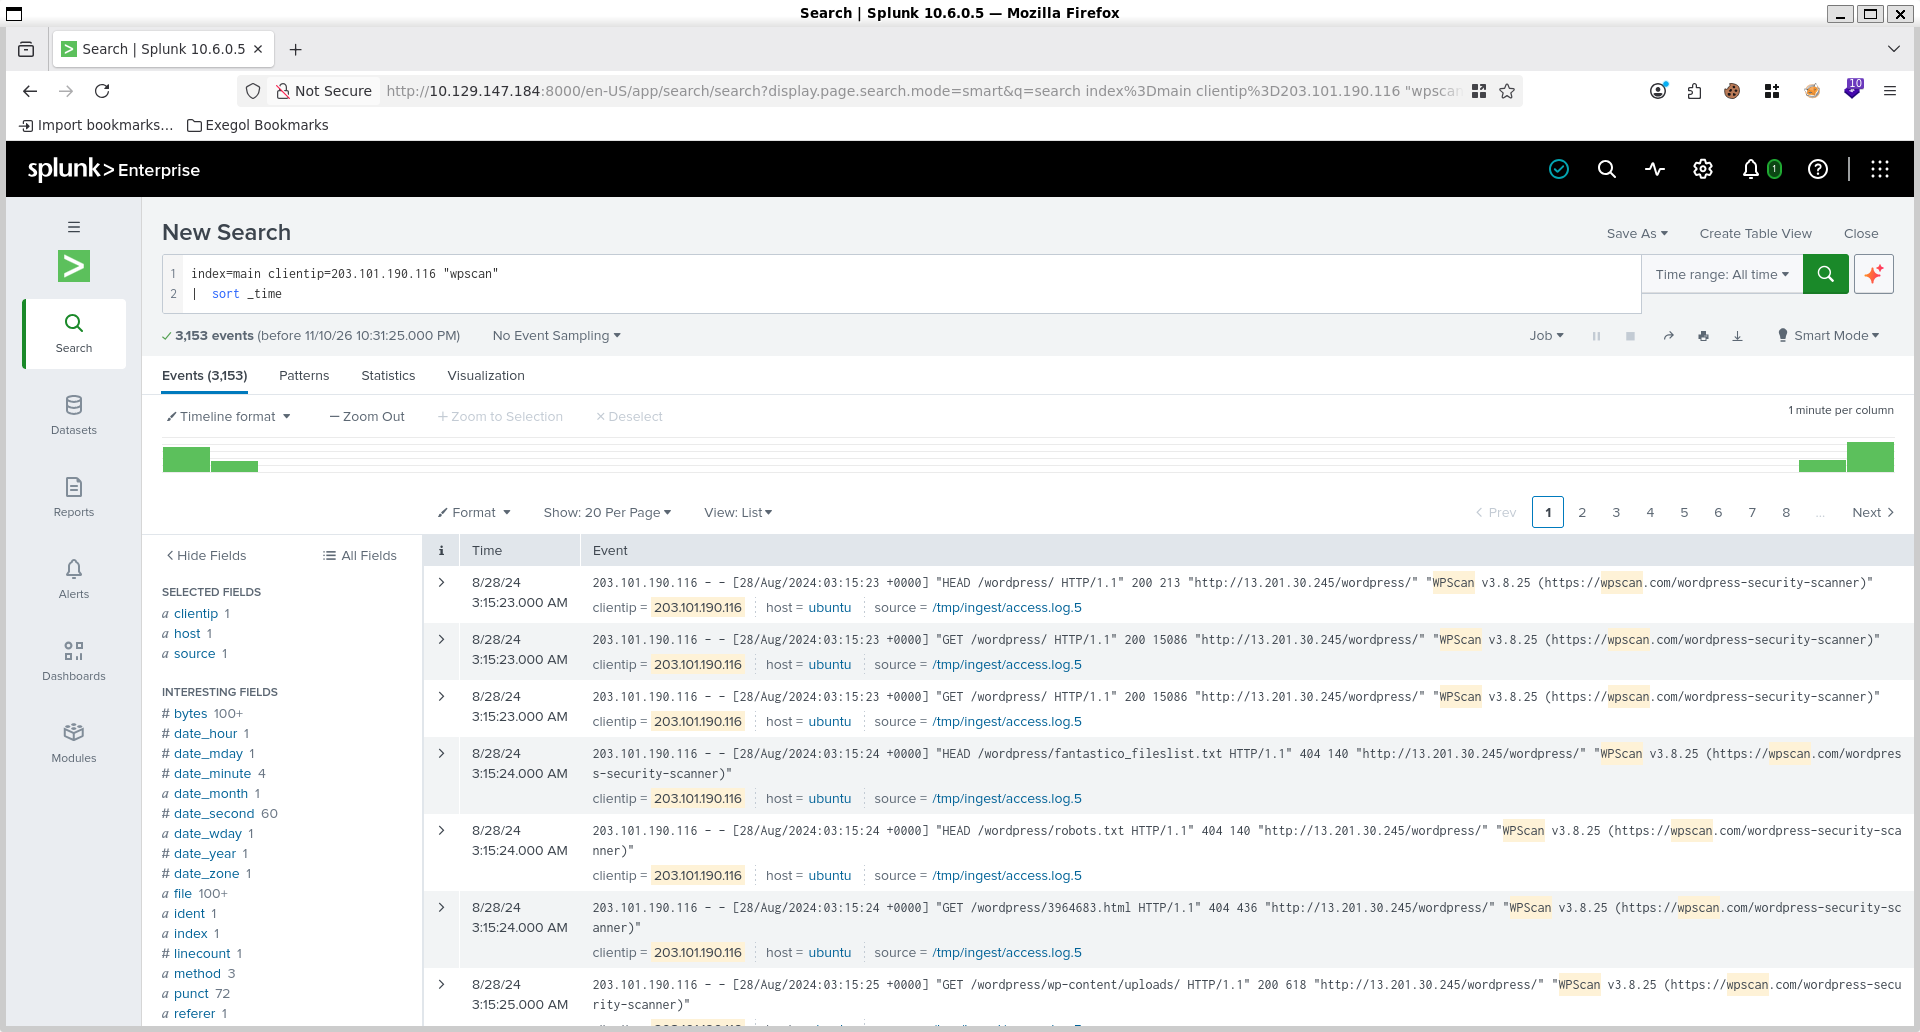 Search | Splunk 10.6.0.5 — Mozilla Firefox
Search | Splunk 10.6.0.5
Not Secure http://10.129.147.184:8000/en-US/app/search/search?display.page.search.mode=smart&q=search index%3Dmain clientip%3D203.101.190.116 "wpscan
10
Import bookmarks… Exegol Bookmarks
splunk> Enterprise 1
New Search Save As Create Table View Close
1 index=main clientip=203.101.190.116 "wpscan"
2 | sort _time
Time range: All time
3,153 events (before 11/10/26 10:31:25.000 PM) No Event Sampling Job Smart Mode
Events (3,153) Patterns Statistics Visualization
Timeline format — Zoom Out + Zoom to Selection × Deselect 1 minute per column
Format Show: 20 Per Page View: List < Prev 1 2 3 4 5 6 7 8 ... Next >
Search
Datasets
Reports
Alerts
Dashboards
Modules
< Hide Fields All Fields
SELECTED FIELDS
a clientip 1
a host 1
a source 1
INTERESTING FIELDS
# bytes 100+
# date_hour 1
# date_mday 1
# date_minute 4
a date_month 1
# date_second 60
a date_wday 1
# date_year 1
# date_zone 1
a file 100+
a ident 1
a index 1
# linecount 1
a method 3
a punct 72
a referer 1
i Time Event
8/28/24 3:15:23.000 AM
203.101.190.116 - - [28/Aug/2024:03:15:23 +0000] "HEAD /wordpress/ HTTP/1.1" 200 213 "http://13.201.30.245/wordpress/" "WPScan v3.8.25 (https://wpscan.com/wordpress-security-scanner)"
clientip = 203.101.190.116 host = ubuntu source = /tmp/ingest/access.log.5
8/28/24 3:15:23.000 AM
203.101.190.116 - - [28/Aug/2024:03:15:23 +0000] "GET /wordpress/ HTTP/1.1" 200 15086 "http://13.201.30.245/wordpress/" "WPScan v3.8.25 (https://wpscan.com/wordpress-security-scanner)"
clientip = 203.101.190.116 host = ubuntu source = /tmp/ingest/access.log.5
8/28/24 3:15:23.000 AM
203.101.190.116 - - [28/Aug/2024:03:15:23 +0000] "GET /wordpress/ HTTP/1.1" 200 15086 "http://13.201.30.245/wordpress/" "WPScan v3.8.25 (https://wpscan.com/wordpress-security-scanner)"
clientip = 203.101.190.116 host = ubuntu source = /tmp/ingest/access.log.5
8/28/24 3:15:24.000 AM
203.101.190.116 - - [28/Aug/2024:03:15:24 +0000] "HEAD /wordpress/fantastico_fileslist.txt HTTP/1.1" 404 140 "http://13.201.30.245/wordpress/" "WPScan v3.8.25 (https://wpscan.com/wordpres
s-security-scanner)"
clientip = 203.101.190.116 host = ubuntu source = /tmp/ingest/access.log.5
8/28/24 3:15:24.000 AM
203.101.190.116 - - [28/Aug/2024:03:15:24 +0000] "HEAD /wordpress/robots.txt HTTP/1.1" 404 140 "http://13.201.30.245/wordpress/" "WPScan v3.8.25 (https://wpscan.com/wordpress-security-sca
nner)"
clientip = 203.101.190.116 host = ubuntu source = /tmp/ingest/access.log.5
8/28/24 3:15:24.000 AM
203.101.190.116 - - [28/Aug/2024:03:15:24 +0000] "GET /wordpress/3964683.html HTTP/1.1" 404 436 "http://13.201.30.245/wordpress/" "WPScan v3.8.25 (https://wpscan.com/wordpress-security-sc
anner)"
clientip = 203.101.190.116 host = ubuntu source = /tmp/ingest/access.log.5
8/28/24 3:15:25.000 AM
203.101.190.116 - - [28/Aug/2024:03:15:25 +0000] "GET /wordpress/wp-content/uploads/ HTTP/1.1" 200 618 "http://13.201.30.245/wordpress/" "WPScan v3.8.25 (https://wpscan.com/wordpress-secu
rity-scanner)"